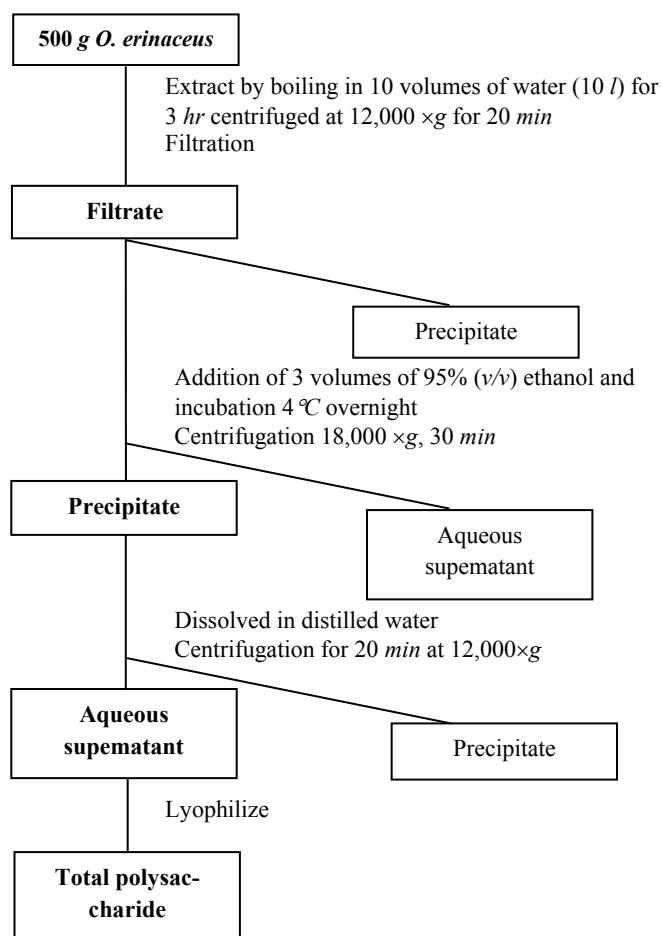 500 g O. erinaceus
Extract by boiling in 10 volumes of water (10 l) for
3 hr centrifuged at 12,000 ×g for 20 min
Filtration
Filtrate
Precipitate
Addition of 3 volumes of 95% (v/v) ethanol and
incubation 4℃ overnight
Centrifugation 18,000 ×g, 30 min
Precipitate
Aqueous
supematant
Dissolved in distilled water
Centrifugation for 20 min at 12,000×g
Aqueous
supematant
Precipitate
Lyophilize
Total polysac-
charide